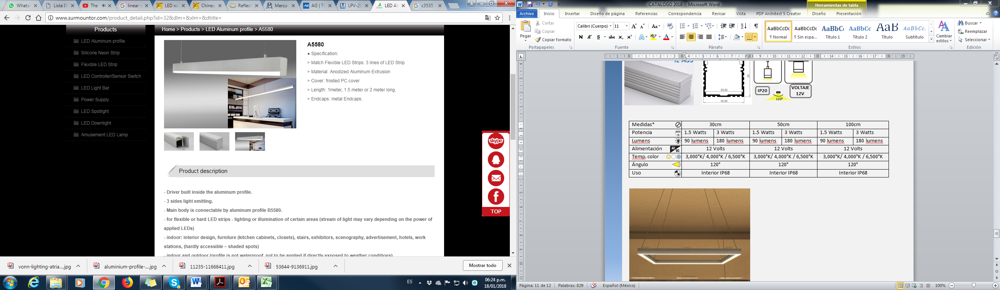 WhatsA
Lista Ill
The
linear s
LED wa
Chines
Reflect
Mercar
AG | Ti
LPV-20
LED Al
c3535
www.surmountor.com/product_detail.php?id=32&dlm=&xlm=&dtitle=
Products
LED Aluminum profile
Silicone Neon Strip
Flexible LED Strip
LED Controller/Sensor Switch
LED Light Bar
Power Supply
LED Spotlight
LED Downlight
Amusement LED Lamp
Home > Products > LED Aluminum profile > A5580
A5580
● Specification:
> Match Flexible LED Strips: 3 lines of LED Strip
> Material: Anodized Aluminum Extrusion
> Cover: frosted PC cover
> Length: 1meter, 1.5 meter or 2 meter long.
> Endcaps: metal Endcaps.
Product description
- Driver built inside the aluminum profile.
- 3 sides light emitting.
- Main body is connectable by aluminum profile B5580.
- for flexible or hard LED strips - lighting or illumination of certain areas (stream of light may vary depending on the power of
applied LEDs)
- indoor: interior design, furniture (kitchen cabinets, closets), stairs, exhibitors, scenography, advertisement, hotels, work
stations, (hardly accessible – shaded spots)
- indoor and outdoor (profile is not waterproof, not to be applied if directly exposed to weather conditions)
skype
TOP
vonn-lighting-atria....jpg
aluminium-profile-....jpg
11235-11668411.jpg
53644-9136911.jpg
Mostrar todo
ES
06:24 p.m.
18/01/2018
CATALOGO 2018 - Microsoft Word
Herramientas de tabla
Archivo
Inicio
Insertar
Diseño de página
Referencias
Correspondencia
Revisar
Vista
PDF Architect 5 Creator
Diseño
Presentación
Pegar
Cortar
Copiar
Copiar formato
Portapapeles
Calibri (Cuerpo)
11
Fuente
Párrafo
AaBbCcDc
¶ Normal
AaBbCcDc
¶ Sin espa...
AaBbCc
Título 1
AaBbCc
Título 2
AaB
Título
AaBbCc.
Subtítulo
Cambiar
estilos
Estilos
Buscar
Reemplazar
Seleccionar
Edición
33.50
35.50
35
IP20
120°
VOLTAJE
12V
Medidas* 30cm 50cm 100cm
Potencia MAX W 1.5 Watts 3 Watts 1.5 Watts 3 Watts 1.5 Watts 3 Watts
Lumens 90 lumens 180 lumens 90 lumens 180 lumens 90 lumens 180 lumens
Alimentación AC DC 12 Volts 12 Volts 12 Volts
Temp. color 3,000°K/ 4,000°K / 6,500°K 3,000°K/ 4,000°K / 6,500°K 3,000°K/ 4,000°K / 6,500°K
Ángulo 120° 120° 120°
Uso Interior IP68 Interior IP68 Interior IP68
Página: 11 de 12
Palabras: 829
Español (México)
100%